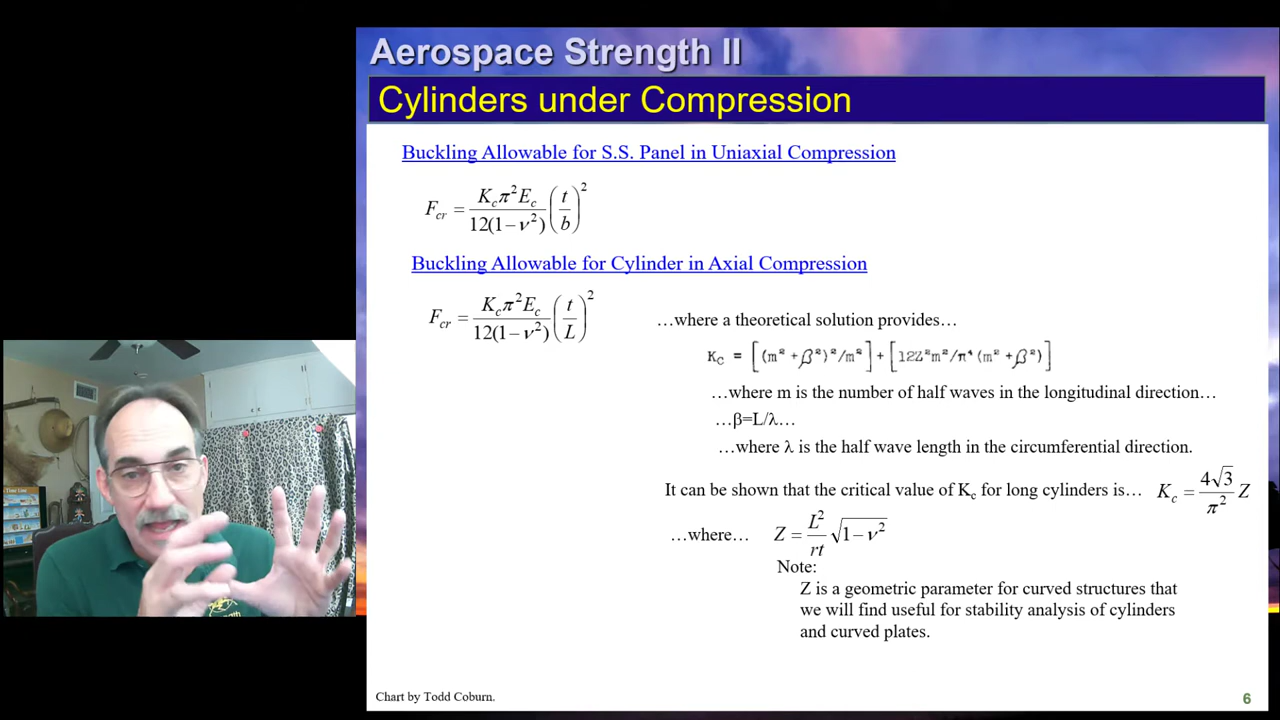 Aerospace Strength II
Cylinders under Compression
Buckling Allowable for S.S. Panel in Uniaxial Compression
F_cr = K_c π² E_c / 12(1−ν²) (t/b)²
Buckling Allowable for Cylinder in Axial Compression
F_cr = K_c π² E_c / 12(1−ν²) (t/L)²
…where a theoretical solution provides…
K_C = [(m² + β²)²/m²] + [12Z²m²/π⁴(m² + β²)]
…where m is the number of half waves in the longitudinal direction…
…β=L/λ…
…where λ is the half wave length in the circumferential direction.
It can be shown that the critical value of K_c for long cylinders is… K_c = 4√3/π² Z
…where… Z = L²/rt √1−ν²
Note:
Z is a geometric parameter for curved structures that
we will find useful for stability analysis of cylinders
and curved plates.
Chart by Todd Coburn.
6